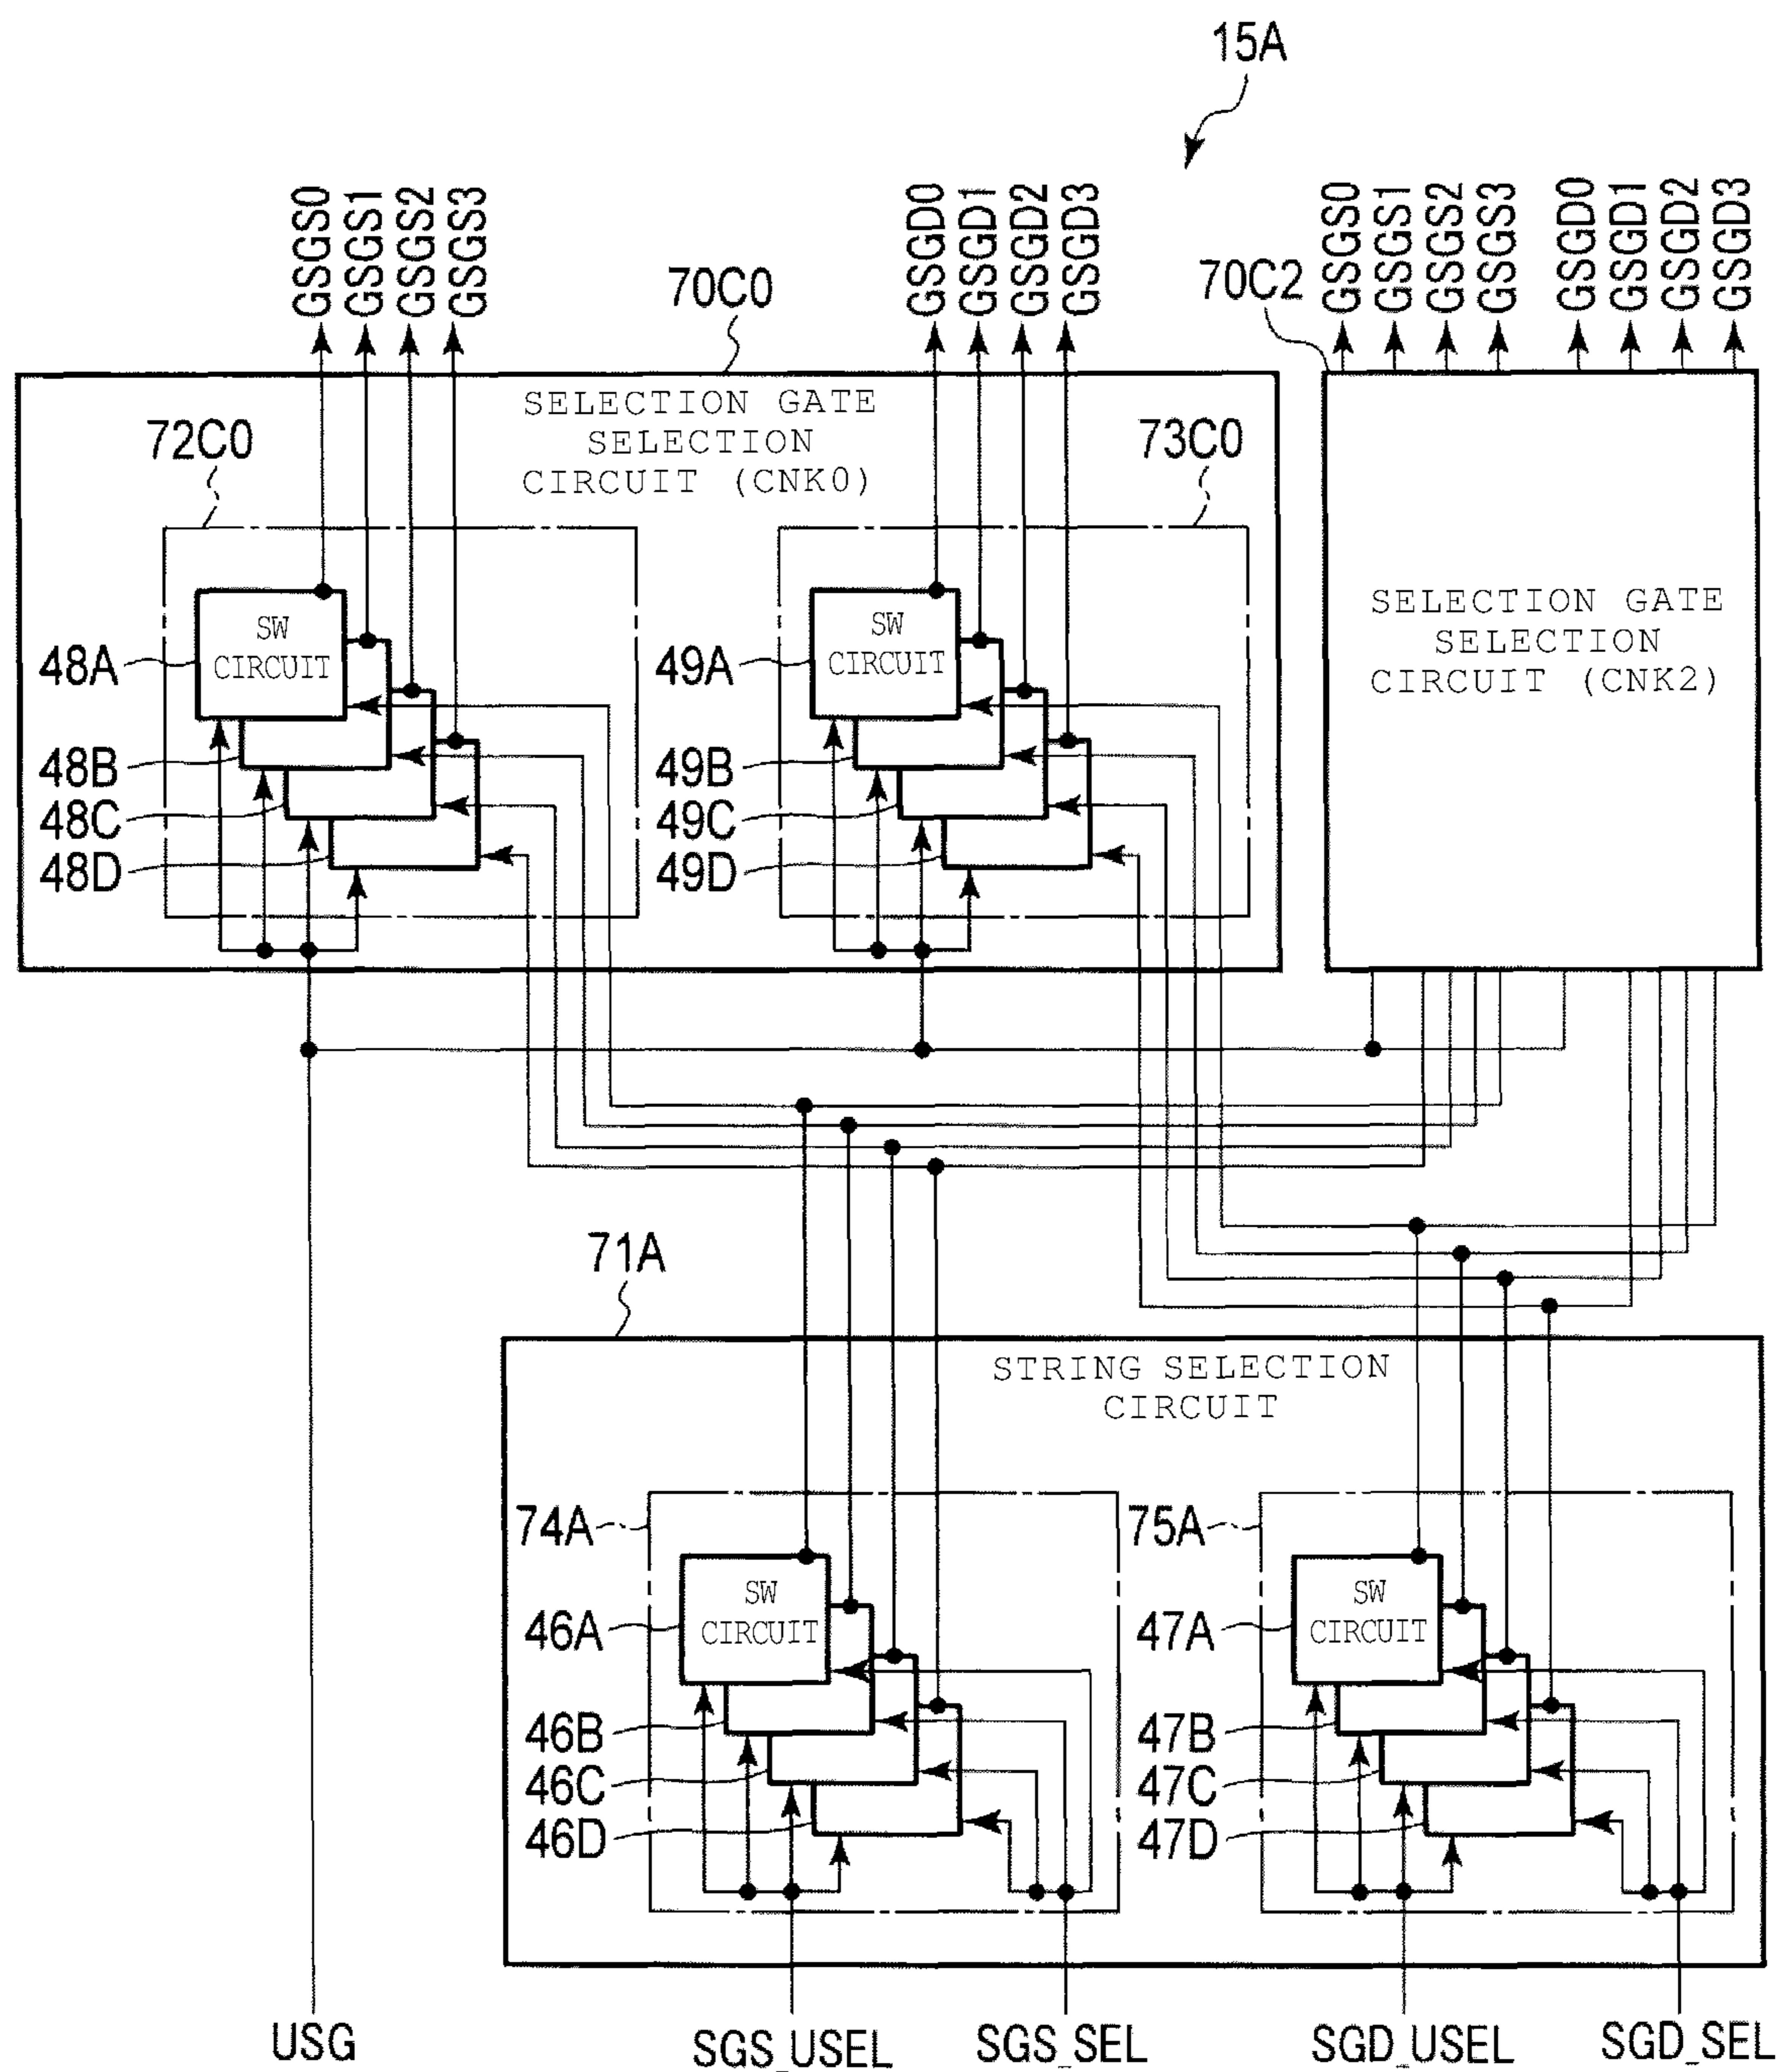 15A
GSGS0
GSGS1
GSGS2
GSGS3
GSGD0
GSGD1
GSGD2
GSGD3
GSGS0
GSGS1
GSGS2
GSGS3
GSGD0
GSGD1
GSGD2
GSGD3
70C0
70C2
SELECTION GATE
SELECTION
CIRCUIT (CNK0)
72C0
73C0
SW
CIRCUIT
48A
48B
48C
48D
SW
CIRCUIT
49A
49B
49C
49D
SELECTION GATE
SELECTION
CIRCUIT (CNK2)
71A
STRING SELECTION
CIRCUIT
74A
75A
SW
CIRCUIT
46A
46B
46C
46D
SW
CIRCUIT
47A
47B
47C
47D
USG
SGS_USEL
SGS_SEL
SGD_USEL
SGD_SEL